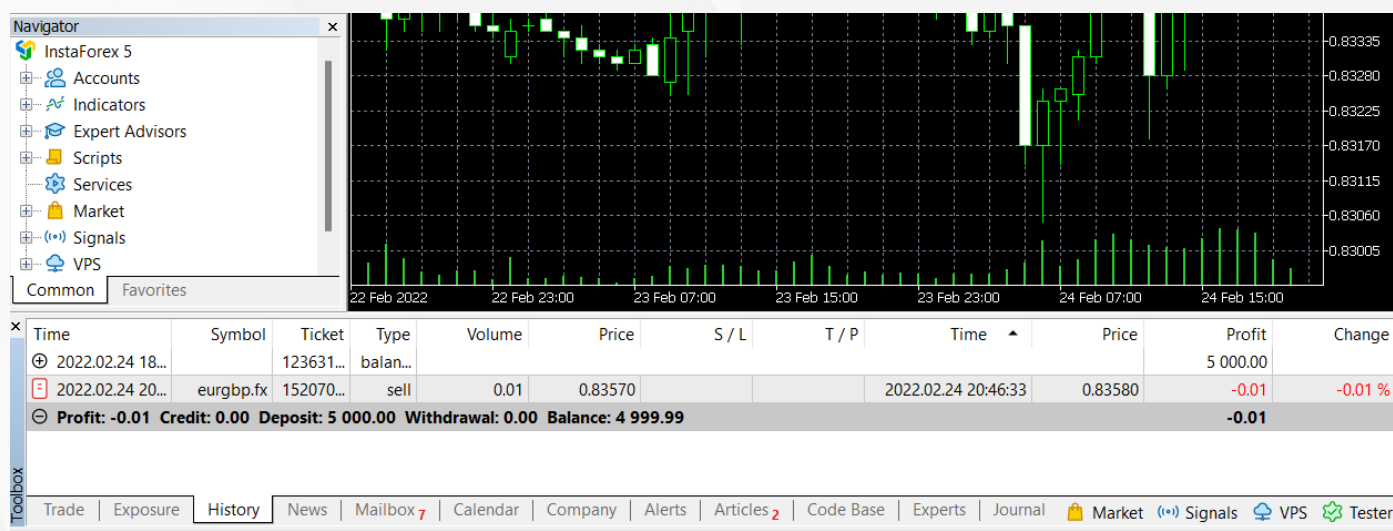 Navigator
InstaForex 5
Accounts
Indicators
Expert Advisors
Scripts
Services
Market
Signals
VPS
Common Favorites
0.83335
0.83280
0.83225
0.83170
0.83115
0.83060
0.83005
22 Feb 2022 22 Feb 23:00 23 Feb 07:00 23 Feb 15:00 23 Feb 23:00 24 Feb 07:00 24 Feb 15:00
Time Symbol Ticket Type Volume Price S / L T / P Time Price Profit Change
2022.02.24 18... 123631... balan... 5 000.00
2022.02.24 20... eurgbp.fx 152070... sell 0.01 0.83570 2022.02.24 20:46:33 0.83580 -0.01 -0.01 %
Profit: -0.01 Credit: 0.00 Deposit: 5 000.00 Withdrawal: 0.00 Balance: 4 999.99 -0.01
Toolbox
Trade Exposure History News Mailbox 7 Calendar Company Alerts Articles 2 Code Base Experts Journal Market Signals VPS Tester